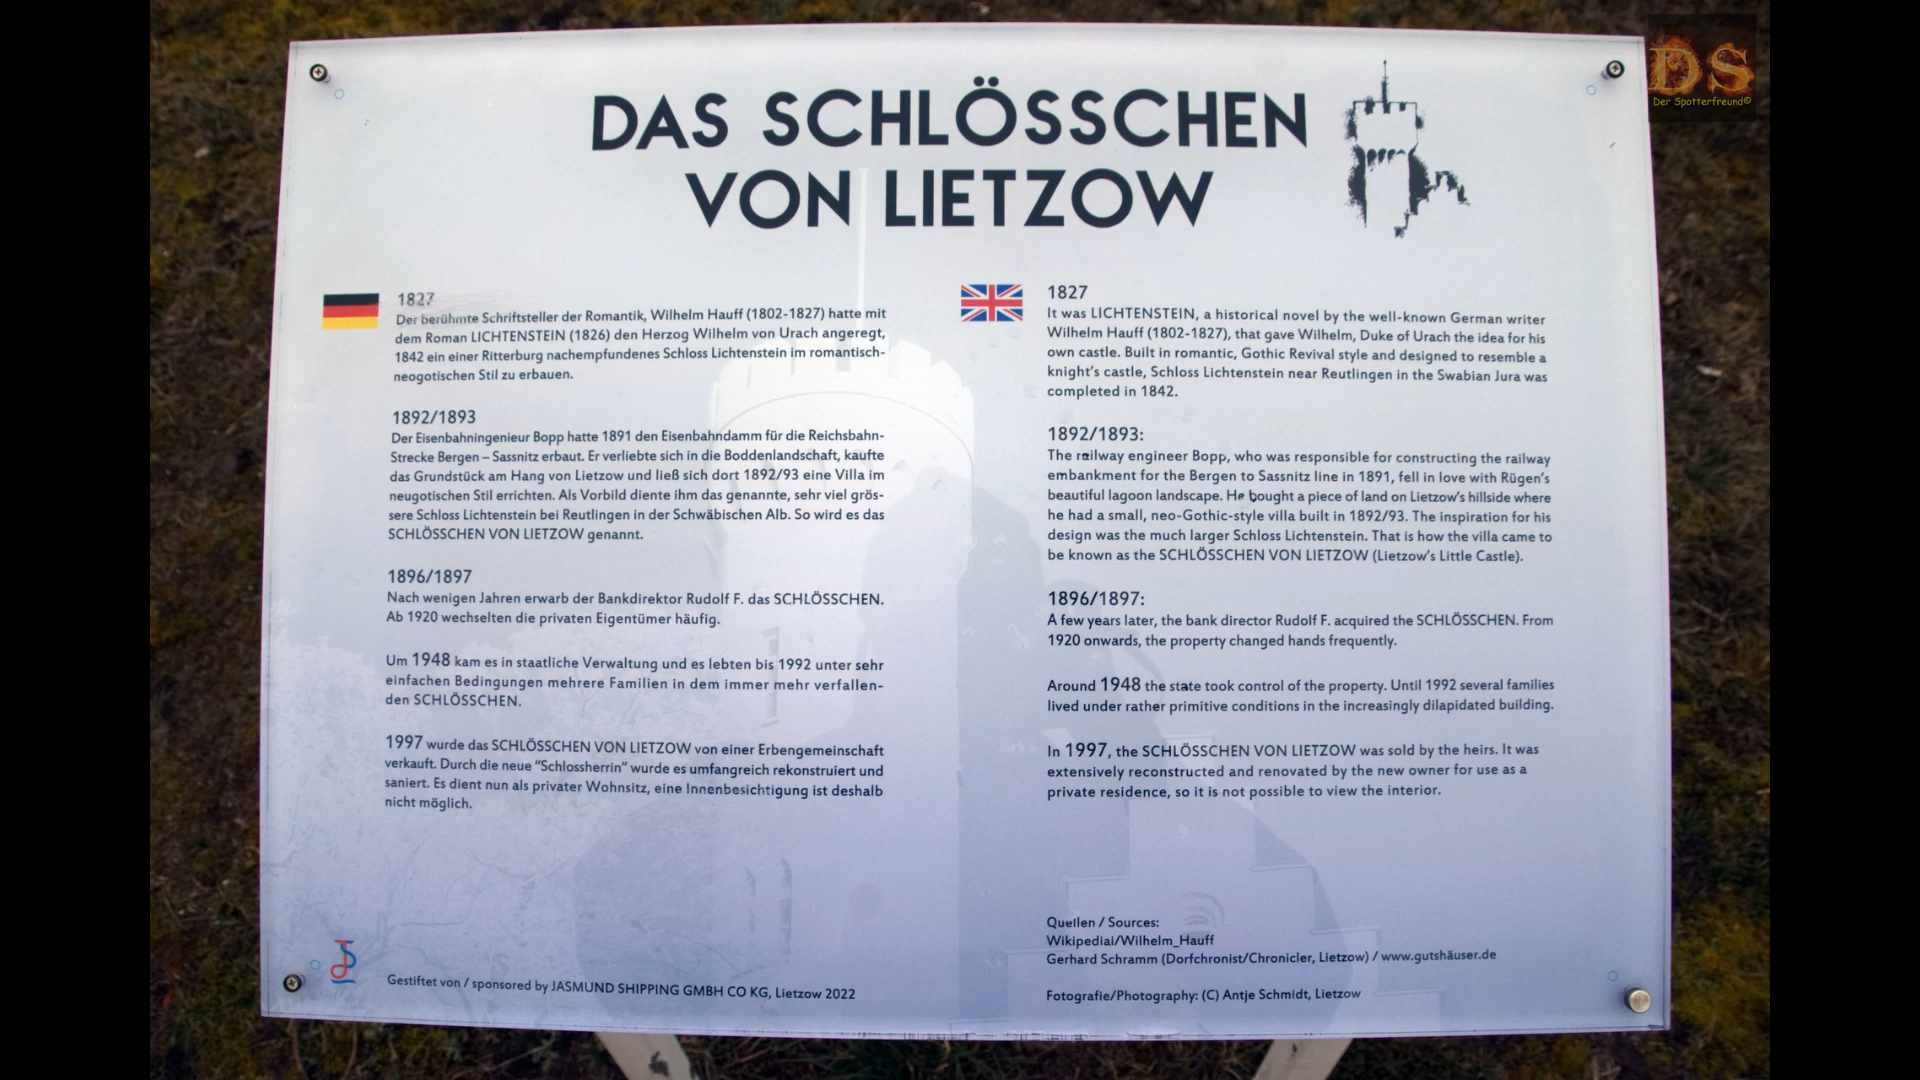 DS
Der Spotterfreund©
DAS SCHLÖSSCHEN
VON LIETZOW
1827
Der berühmte Schriftsteller der Romantik, Wilhelm Hauff (1802-1827) hatte mit
dem Roman LICHTENSTEIN (1826) den Herzog Wilhelm von Urach angeregt,
1842 ein einer Ritterburg nachempfundenes Schloss Lichtenstein im romantisch-
neogotischen Stil zu erbauen.
1892/1893
Der Eisenbahningenieur Bopp hatte 1891 den Eisenbahndamm für die Reichsbahn-
Strecke Bergen – Sassnitz erbaut. Er verliebte sich in die Boddenlandschaft, kaufte
das Grundstück am Hang von Lietzow und ließ sich dort 1892/93 eine Villa im
neugotischen Stil errichten. Als Vorbild diente ihm das genannte, sehr viel grös-
sere Schloss Lichtenstein bei Reutlingen in der Schwäbischen Alb. So wird es das
SCHLÖSSCHEN VON LIETZOW genannt.
1896/1897
Nach wenigen Jahren erwarb der Bankdirektor Rudolf F. das SCHLÖSSCHEN.
Ab 1920 wechselten die privaten Eigentümer häufig.
Um 1948 kam es in staatliche Verwaltung und es lebten bis 1992 unter sehr
einfachen Bedingungen mehrere Familien in dem immer mehr verfallen-
den SCHLÖSSCHEN.
1997 wurde das SCHLÖSSCHEN VON LIETZOW von einer Erbengemeinschaft
verkauft. Durch die neue "Schlossherrin" wurde es umfangreich rekonstruiert und
saniert. Es dient nun als privater Wohnsitz, eine Innenbesichtigung ist deshalb
nicht möglich.
Gestiftet von / sponsored by JASMUND SHIPPING GMBH CO KG, Lietzow 2022
1827
It was LICHTENSTEIN, a historical novel by the well-known German writer
Wilhelm Hauff (1802-1827), that gave Wilhelm, Duke of Urach the idea for his
own castle. Built in romantic, Gothic Revival style and designed to resemble a
knight's castle, Schloss Lichtenstein near Reutlingen in the Swabian Jura was
completed in 1842.
1892/1893:
The railway engineer Bopp, who was responsible for constructing the railway
embankment for the Bergen to Sassnitz line in 1891, fell in love with Rügen's
beautiful lagoon landscape. He bought a piece of land on Lietzow's hillside where
he had a small, neo-Gothic-style villa built in 1892/93. The inspiration for his
design was the much larger Schloss Lichtenstein. That is how the villa came to
be known as the SCHLÖSSCHEN VON LIETZOW (Lietzow's Little Castle).
1896/1897:
A few years later, the bank director Rudolf F. acquired the SCHLÖSSCHEN. From
1920 onwards, the property changed hands frequently.
Around 1948 the state took control of the property. Until 1992 several families
lived under rather primitive conditions in the increasingly dilapidated building.
In 1997, the SCHLÖSSCHEN VON LIETZOW was sold by the heirs. It was
extensively reconstructed and renovated by the new owner for use as a
private residence, so it is not possible to view the interior.
Quellen / Sources:
Wikipediai/Wilhelm_Hauff
Gerhard Schramm (Dorfchronist/Chronicler, Lietzow) / www.gutshäuser.de
Fotografie/Photography: (C) Antje Schmidt, Lietzow